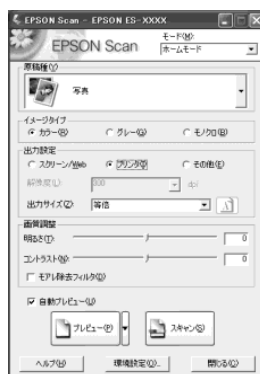 EPSON Scan - EPSON ES-XXXX
EPSON Scan
モード(M):
ホームモード
原稿種(Y)
写真
イメージタイプ
カラー(R) グレー(G) モノクロ(B)
出力設定
スクリーン/Web プリンタ(P) その他(E)
解像度(L): 300 dpi
出力サイズ(Z): 等倍
画質調整
明るさ(T): 0
コントラスト(N): 0
モアレ除去フィルタ(D)
自動プレビュー(U)
プレビュー(P) スキャン(S)
ヘルプ(H) 環境設定(O)... 閉じる(C)